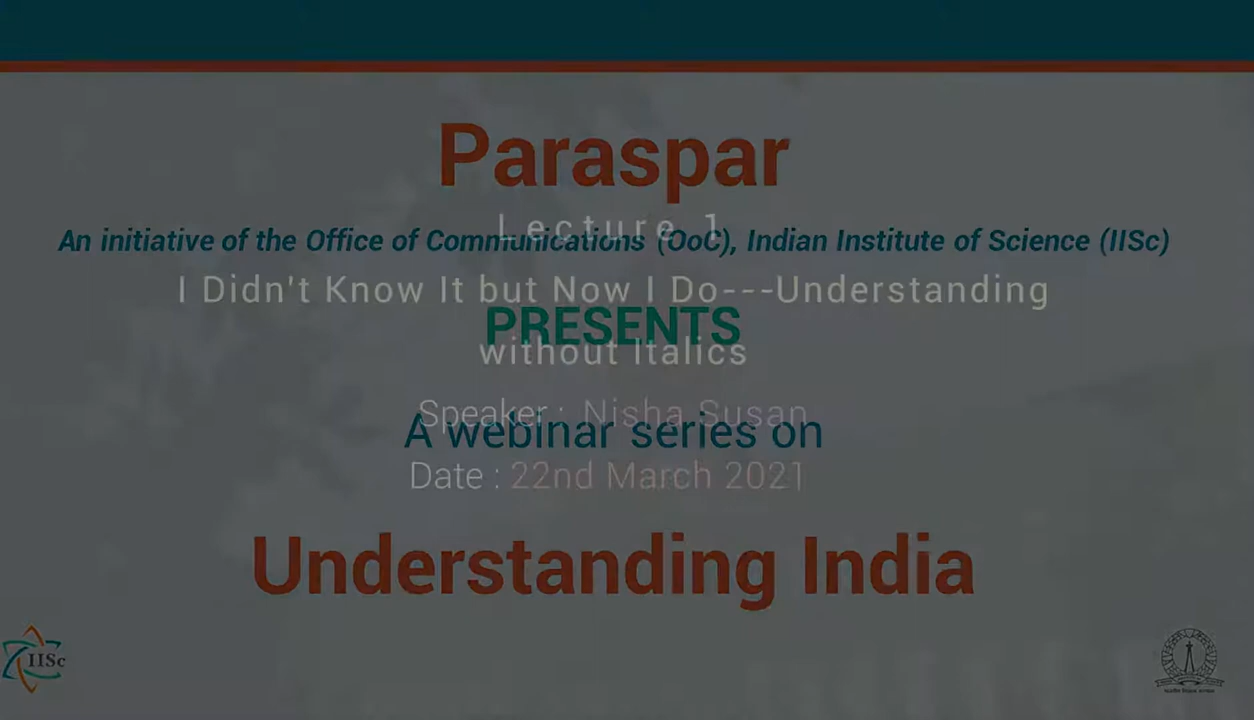 Paraspar
Lecture 1
An initiative of the Office of Communications (OoC), Indian Institute of Science (IISc)
I Didn't Know It but Now I Do---Understanding
PRESENTS
without Italics
Speaker : Nisha Susan
A webinar series on
Date : 22nd March 2021
Understanding India
IISc